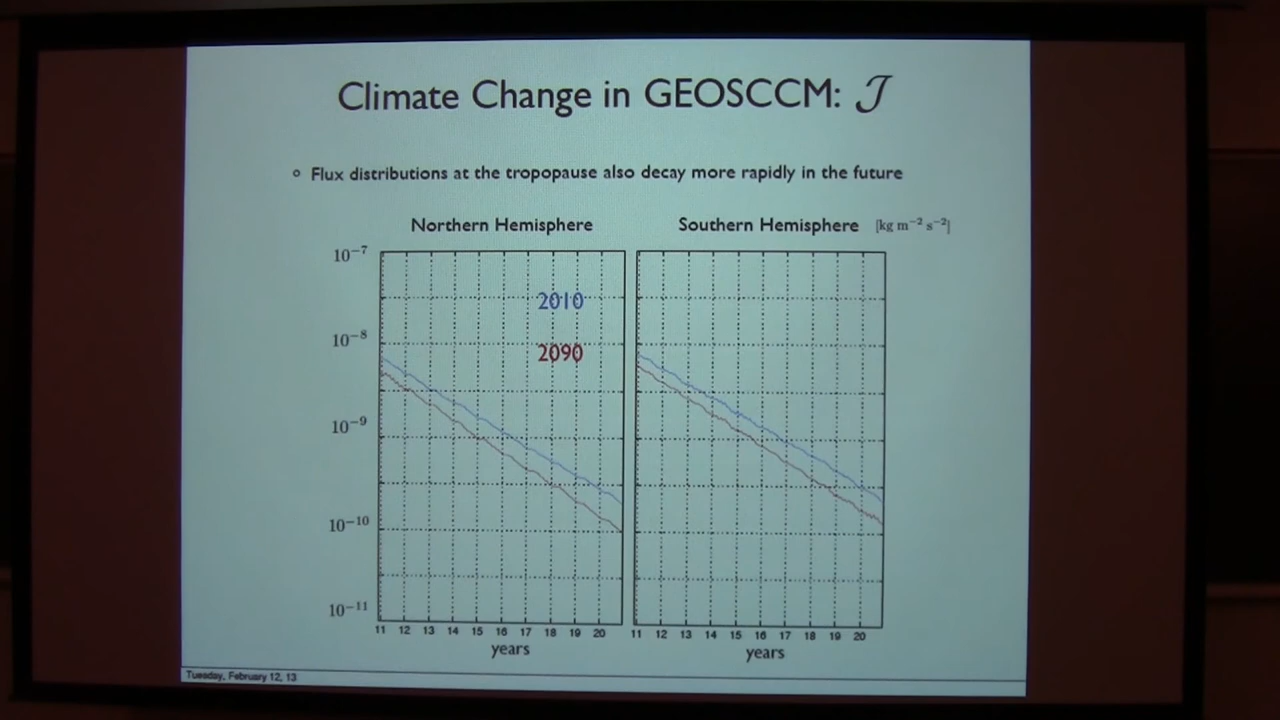 Climate Change in GEOSCCM: 𝒥
∘ Flux distributions at the tropopause also decay more rapidly in the future
Northern Hemisphere
Southern Hemisphere [kg m⁻² s⁻²]
10⁻⁷
10⁻⁸
10⁻⁹
10⁻¹⁰
10⁻¹¹
2010
2090
11 12 13 14 15 16 17 18 19 20
years
11 12 13 14 15 16 17 18 19 20
years
Tuesday, February 12, 13